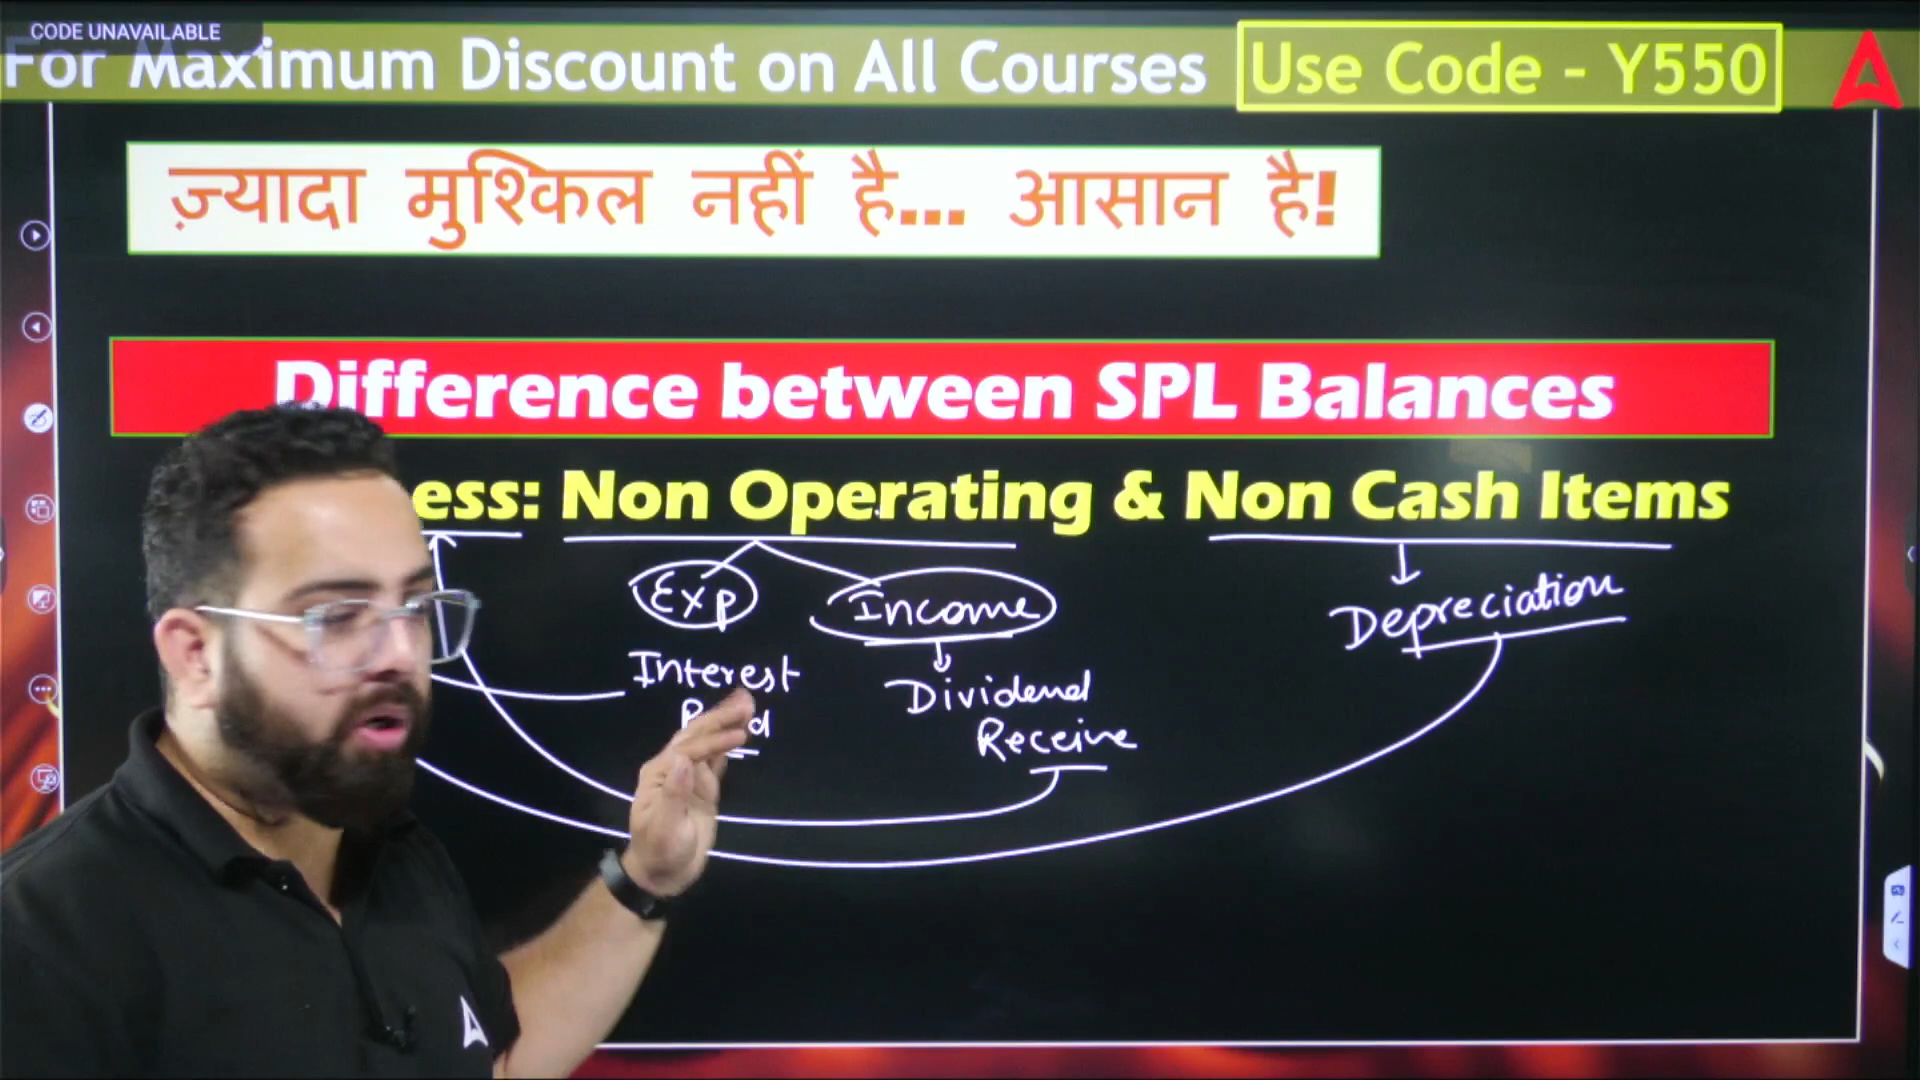 CODE UNAVAILABLE
For Maximum Discount on All Courses Use Code - Y550
ज़्यादा मुश्किल नहीं है... आसान है!
Difference between SPL Balances
ess: Non Operating & Non Cash Items
Exp Income Depreciation
Interest Dividend
Receive